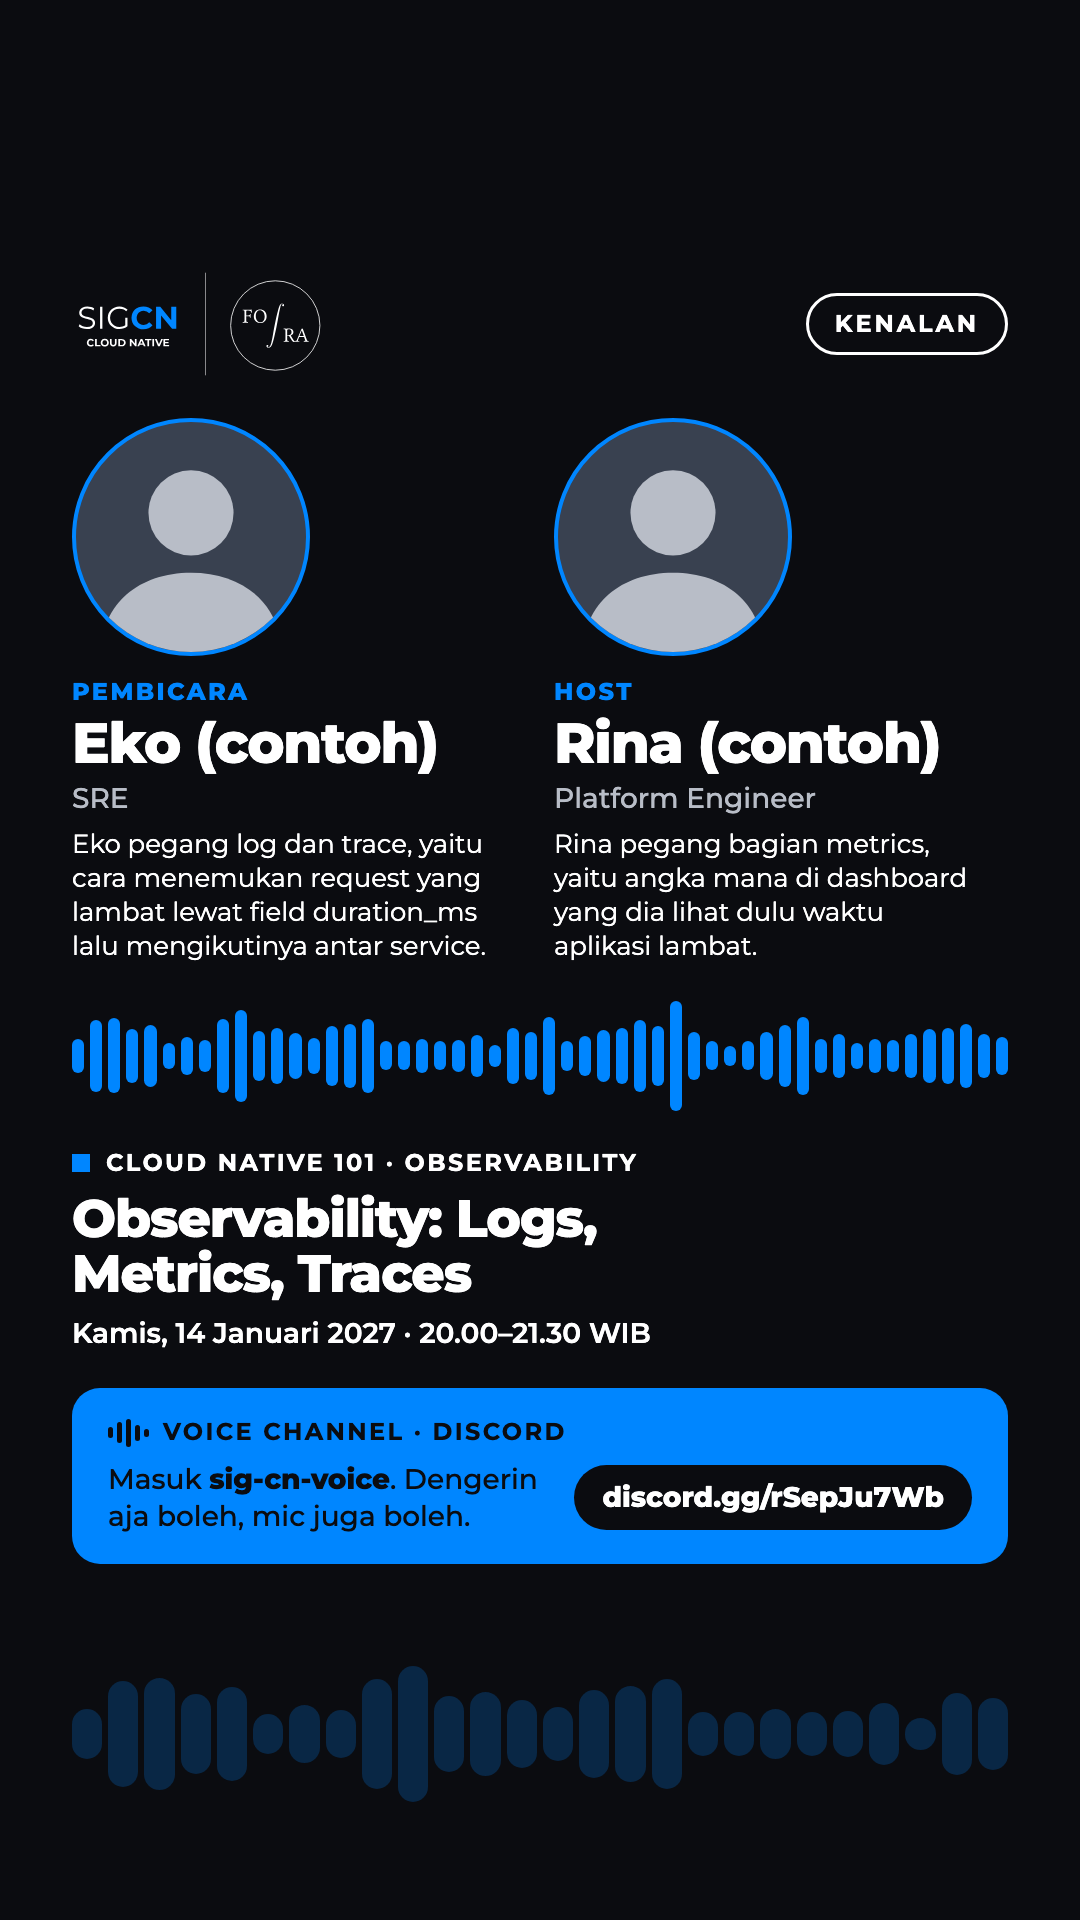 SIGCN
CLOUD NATIVE
FO
RA
KENALAN
PEMBICARA
Eko (contoh)
SRE
Eko pegang log dan trace, yaitu
cara menemukan request yang
lambat lewat field duration_ms
lalu mengikutinya antar service.
HOST
Rina (contoh)
Platform Engineer
Rina pegang bagian metrics,
yaitu angka mana di dashboard
yang dia lihat dulu waktu
aplikasi lambat.
CLOUD NATIVE 101 · OBSERVABILITY
Observability: Logs,
Metrics, Traces
Kamis, 14 Januari 2027 · 20.00–21.30 WIB
VOICE CHANNEL · DISCORD
Masuk sig-cn-voice. Dengerin
aja boleh, mic juga boleh.
discord.gg/rSepJu7Wb